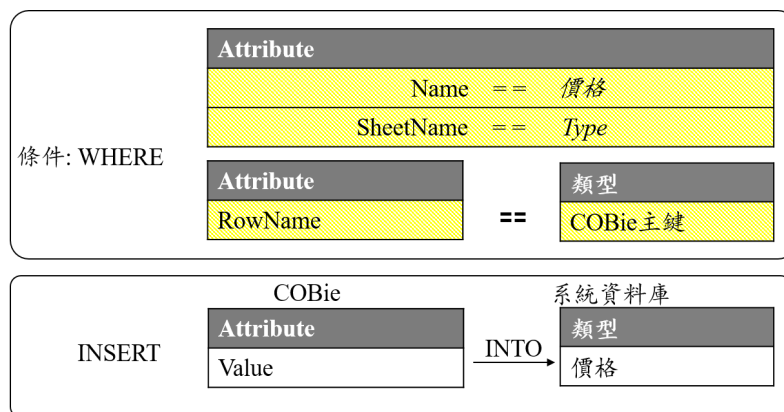 Attribute
Name == 價格
SheetName == Type
條件: WHERE
Attribute
類型
RowName == COBie主鍵
COBie
系統資料庫
Attribute
類型
INSERT
INTO
Value
價格